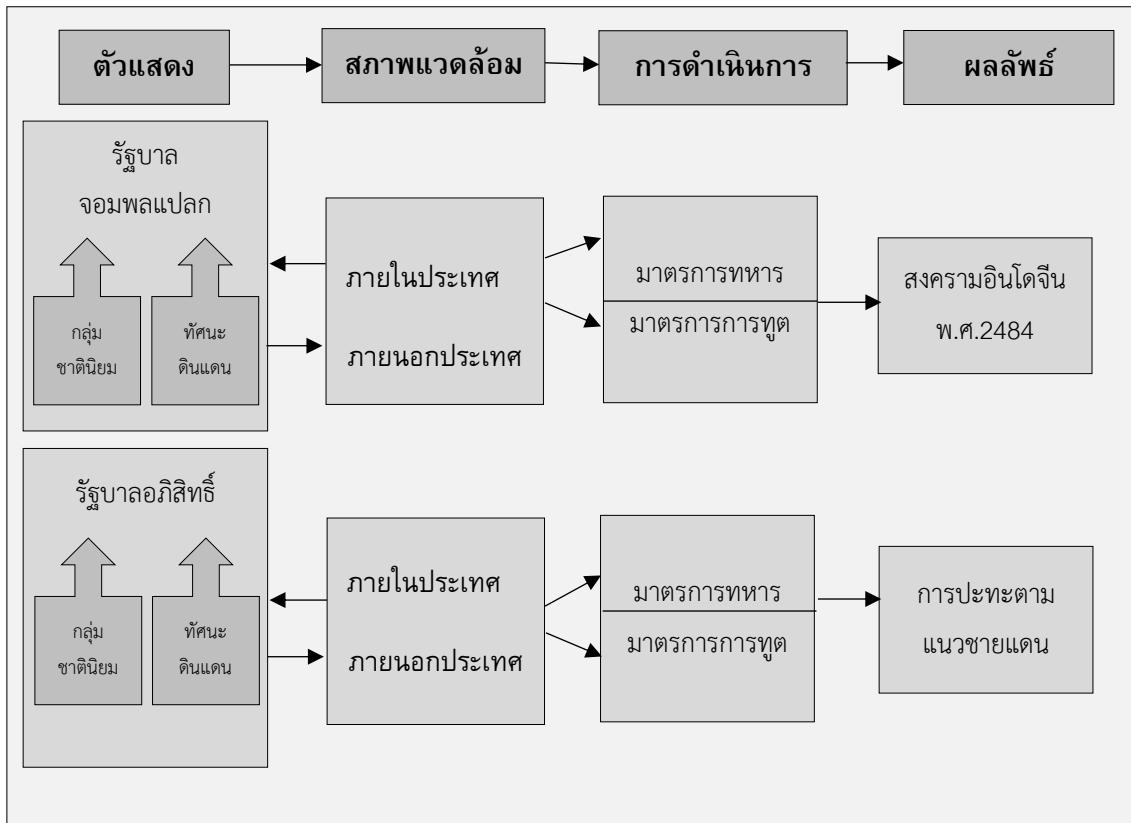 ตัวแสดง
สภาพแวดล้อม
การดำเนินการ
ผลลัพธ์
รัฐบาล
จอมพลแปลก
กลุ่ม
ชาตินิยม
ทัศนะ
ดินแดน
ภายในประเทศ
ภายนอกประเทศ
มาตรการทหาร
มาตรการการทูต
สงครามอินโดจีน
พ.ศ.2484
รัฐบาลอภิสิทธิ์
กลุ่ม
ชาตินิยม
ทัศนะ
ดินแดน
ภายในประเทศ
ภายนอกประเทศ
มาตรการทหาร
มาตรการการทูต
การปะทะตาม
แนวชายแดน